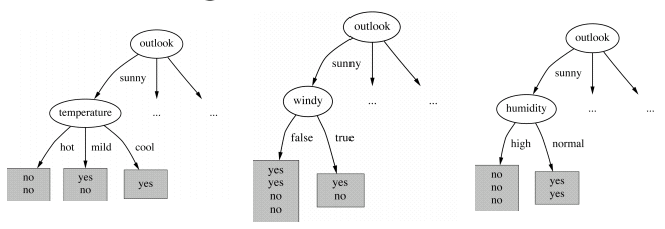 outlook
sunny
temperature
...
...
hot
mild
cool
no
no
yes
no
yes
outlook
sunny
windy
...
...
false
true
yes
yes
no
no
yes
no
outlook
sunny
humidity
...
...
high
normal
no
no
no
yes
yes